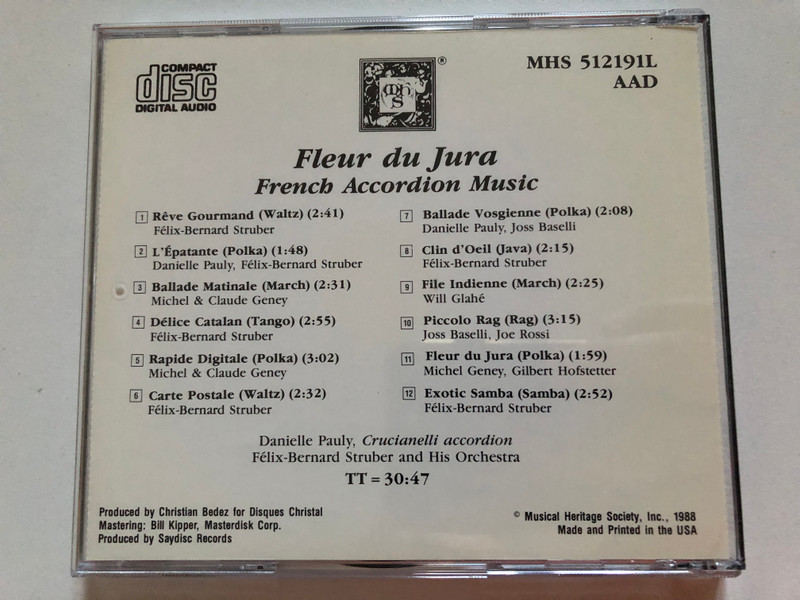 COMPACT
disc
DIGITAL AUDIO
mhs
®
MHS 512191L
AAD
Fleur du Jura
French Accordion Music
1 Rêve Gourmand (Waltz) (2:41)
Félix-Bernard Struber
2 L'Épatante (Polka) (1:48)
Danielle Pauly, Félix-Bernard Struber
3 Ballade Matinale (March) (2:31)
Michel & Claude Geney
4 Délice Catalan (Tango) (2:55)
Félix-Bernard Struber
5 Rapide Digitale (Polka) (3:02)
Michel & Claude Geney
6 Carte Postale (Waltz) (2:32)
Félix-Bernard Struber
7 Ballade Vosgienne (Polka) (2:08)
Danielle Pauly, Joss Baselli
8 Clin d'Oeil (Java) (2:15)
Félix-Bernard Struber
9 File Indienne (March) (2:25)
Will Glahé
10 Piccolo Rag (Rag) (3:15)
Joss Baselli, Joe Rossi
11 Fleur du Jura (Polka) (1:59)
Michel Geney, Gilbert Hofstetter
12 Exotic Samba (Samba) (2:52)
Félix-Bernard Struber
Danielle Pauly, Crucianelli accordion
Félix-Bernard Struber and His Orchestra
TT = 30:47
Produced by Christian Bedez for Disques Christal
Mastering: Bill Kipper, Masterdisk Corp.
Produced by Saydisc Records
© Musical Heritage Society, Inc., 1988
Made and Printed in the USA